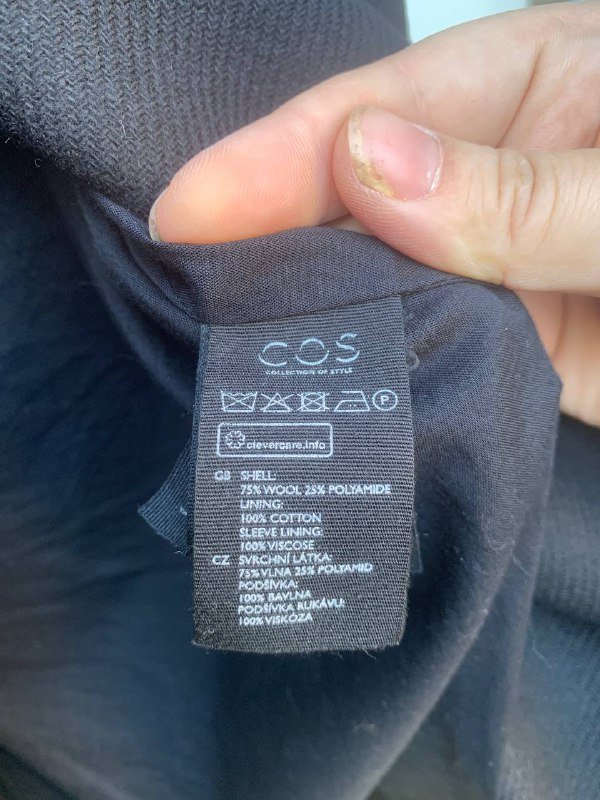 COS
COLLECTION OF STYLE
P
clevercare.info
GB SHELL:
75% WOOL 25% POLYAMIDE
LINING:
100% COTTON
SLEEVE LINING:
100% VISCOSE
CZ SVRCHNÍ LÁTKA:
75% VLNA 25% POLYAMID
PODŠÍVKA:
100% BAVLNA
PODŠÍVKA RUKÁVU:
100% VISKÓZA